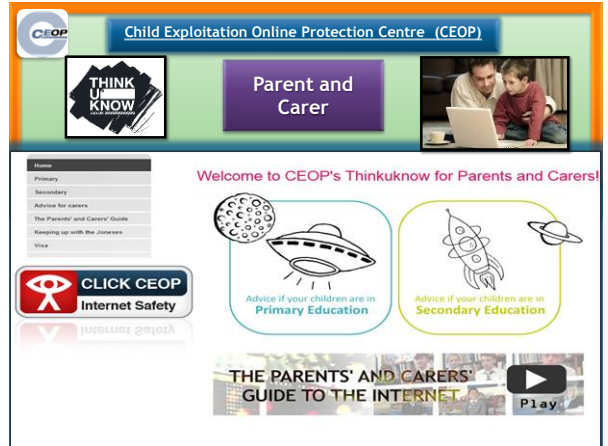 CEOP
Child Exploitation Online Protection Centre (CEOP)
THINK
U
KNOW
Parent and
Carer
Home
Primary
Secondary
Advice for carers
The Parents' and Carers' Guide
Keeping up with the Joneses
Visa
Welcome to CEOP's Thinkuknow for Parents and Carers!
CLICK CEOP
Internet Safety
Advice if your children are in
Primary Education
Advice if your children are in
Secondary Education
THE PARENTS' AND CARERS'
GUIDE TO THE INTERNET
Play